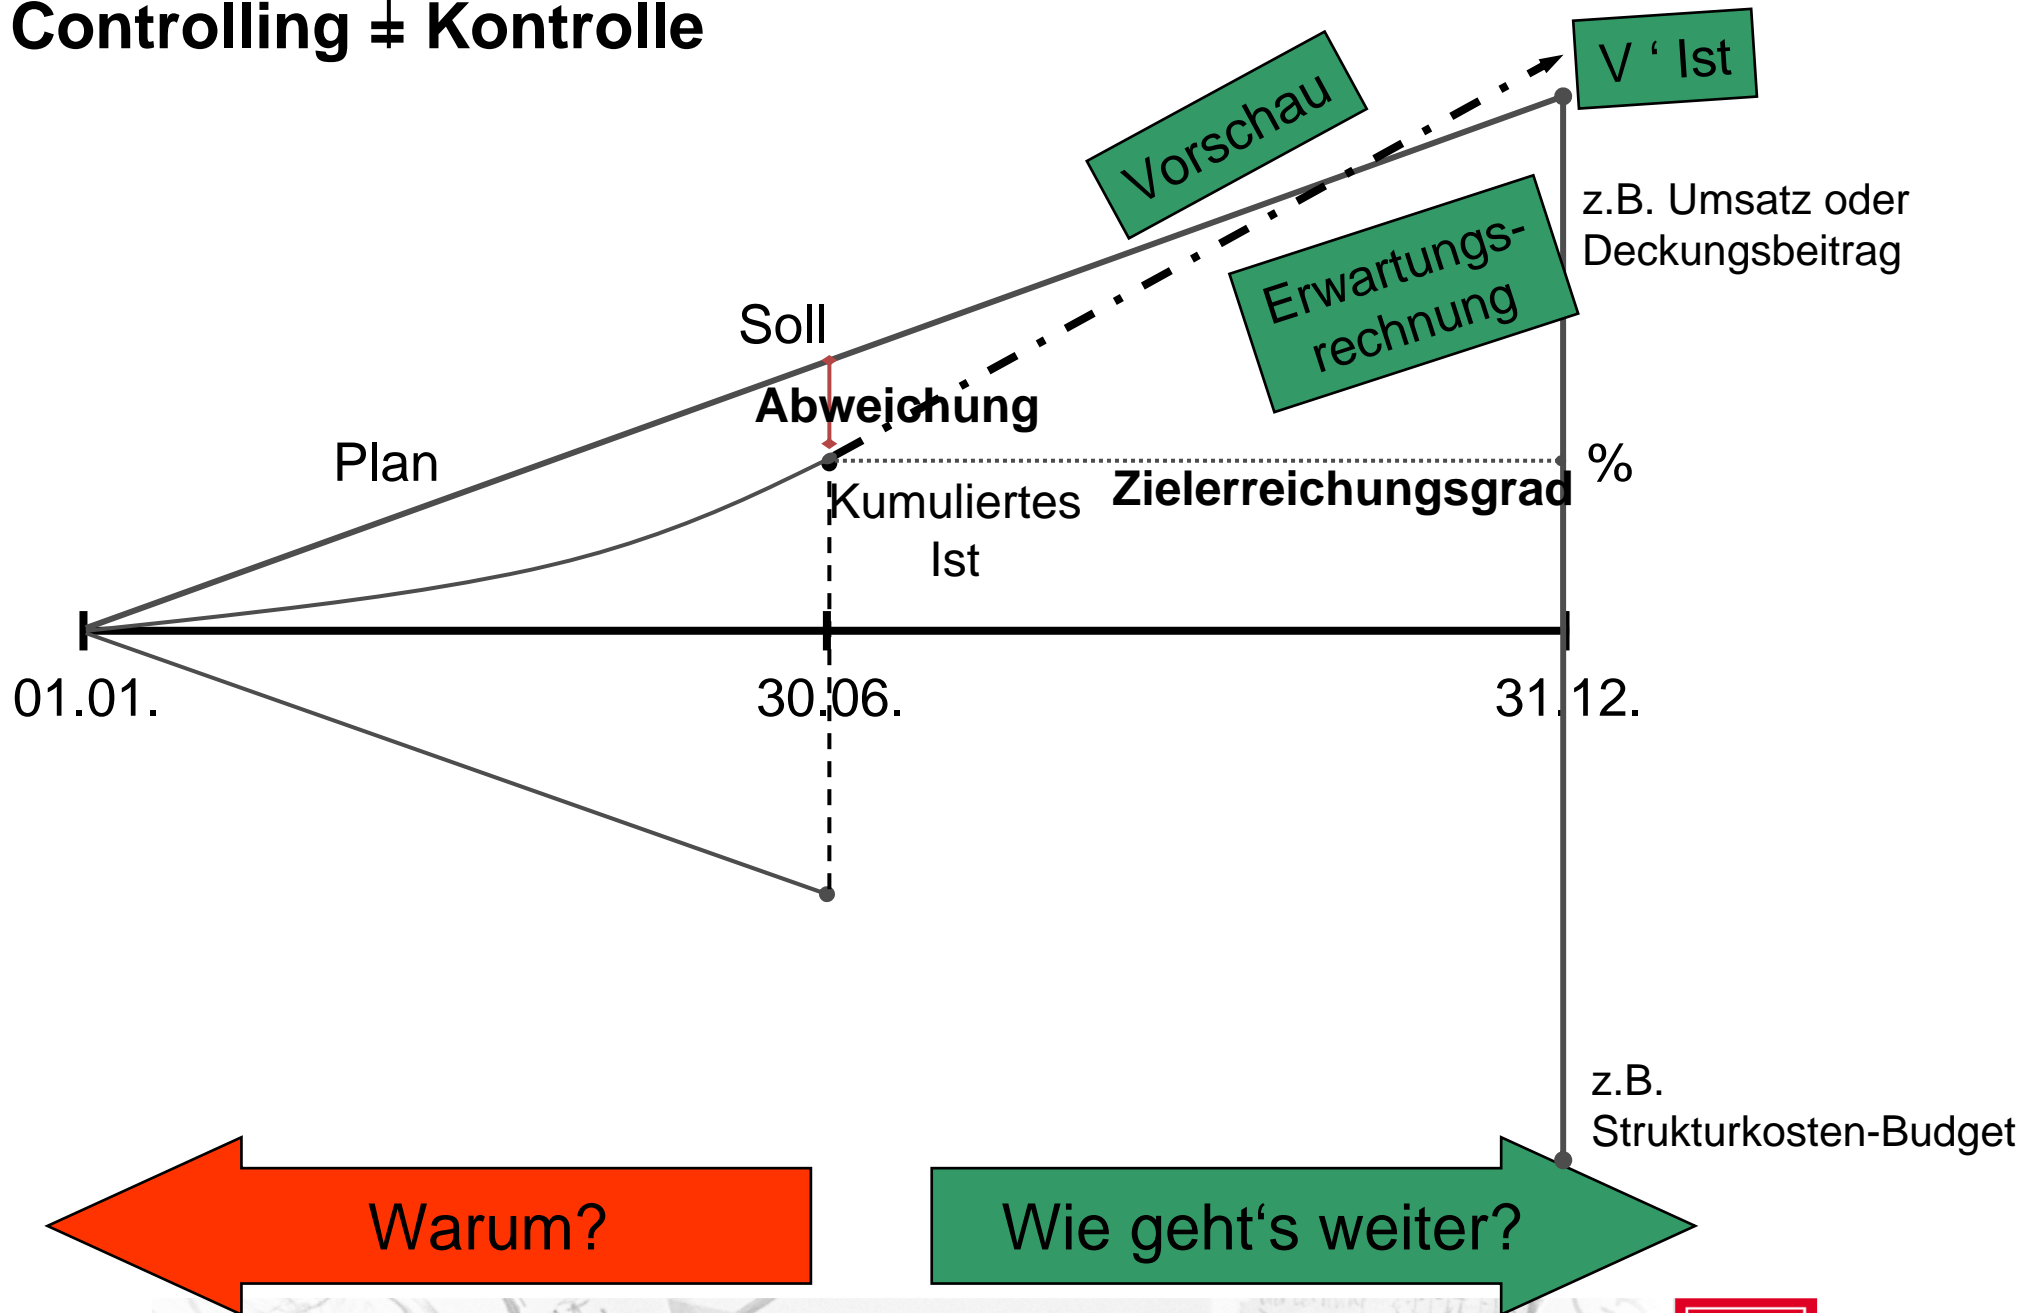 Controlling ≠ Kontrolle
V ‘ Ist
Vorschau
z.B. Umsatz oder
Deckungsbeitrag
Erwartungs-
rechnung
Soll
Abweichung
Plan
%
Kumuliertes
Ist
Zielerreichungsgrad
01.01.
30.06.
31.12.
z.B.
Strukturkosten-Budget
Warum?
Wie geht‘s weiter?